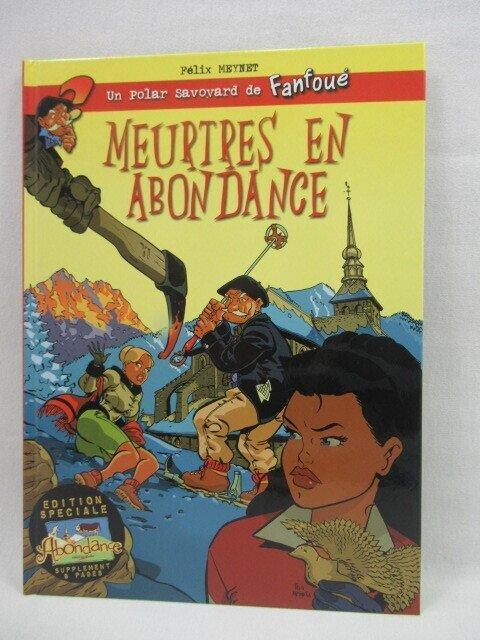 Félix MEYNET
Un Polar Savoyard de Fanfoué
MEURTRES EN
ABONDANCE
EDITION
SPECIALE
Abondance
SUPPLEMENT
8 PAGES